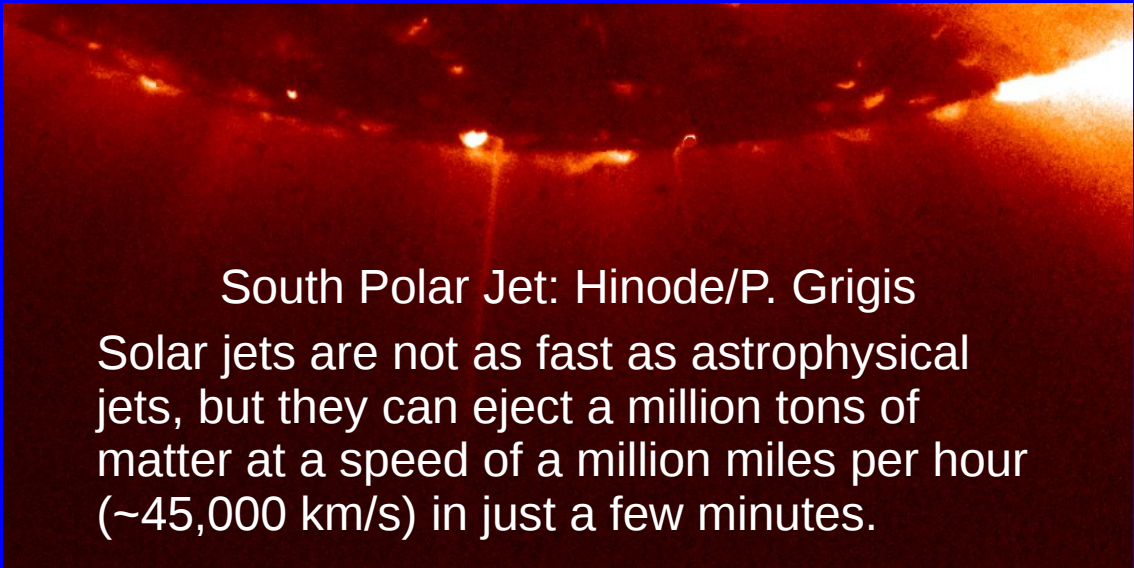 South Polar Jet: Hinode/P. Grigis
Solar jets are not as fast as astrophysical
jets, but they can eject a million tons of
matter at a speed of a million miles per hour
(~45,000 km/s) in just a few minutes.